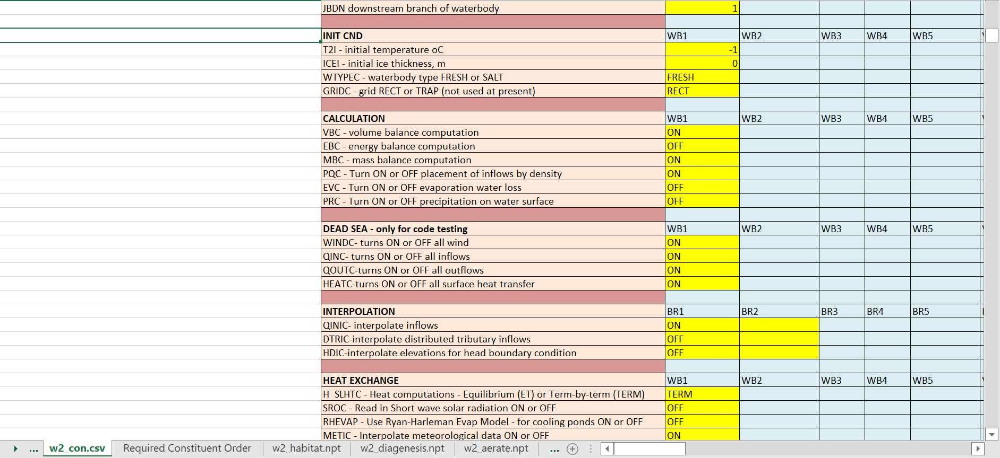 JBDN downstream branch of waterbody 1
INIT CND WB1 WB2 WB3 WB4 WB5
T2I - initial temperature oC -1
ICEI - initial ice thickness, m 0
WTYPEC - waterbody type FRESH or SALT FRESH
GRIDC - grid RECT or TRAP (not used at present) RECT
CALCULATION WB1 WB2 WB3 WB4 WB5
VBC - volume balance computation ON
EBC - energy balance computation OFF
MBC - mass balance computation ON
PQC - Turn ON or OFF placement of inflows by density ON
EVC - Turn ON or OFF evaporation water loss OFF
PRC - Turn ON or OFF precipitation on water surface OFF
DEAD SEA - only for code testing WB1 WB2 WB3 WB4 WB5
WINDC- turns ON or OFF all wind ON
QINC- turns ON or OFF all inflows ON
QOUTC-turns ON or OFF all outflows ON
HEATC-turns ON or OFF all surface heat transfer ON
INTERPOLATION BR1 BR2 BR3 BR4 BR5
QINIC- interpolate inflows ON
DTRIC-interpolate distributed tributary inflows OFF
HDIC-interpolate elevations for head boundary condition OFF
HEAT EXCHANGE WB1 WB2 WB3 WB4 WB5
H SLHTC - Heat computations - Equilibrium (ET) or Term-by-term (TERM) TERM
SROC - Read in Short wave solar radiation ON or OFF OFF
RHEVAP - Use Ryan-Harleman Evap Model - for cooling ponds ON or OFF OFF
METIC - Interpolate meteorological data ON or OFF ON
... w2_con.csv Required Constituent Order w2_habitat.npt w2_diagenesis.npt w2_aerate.npt ...